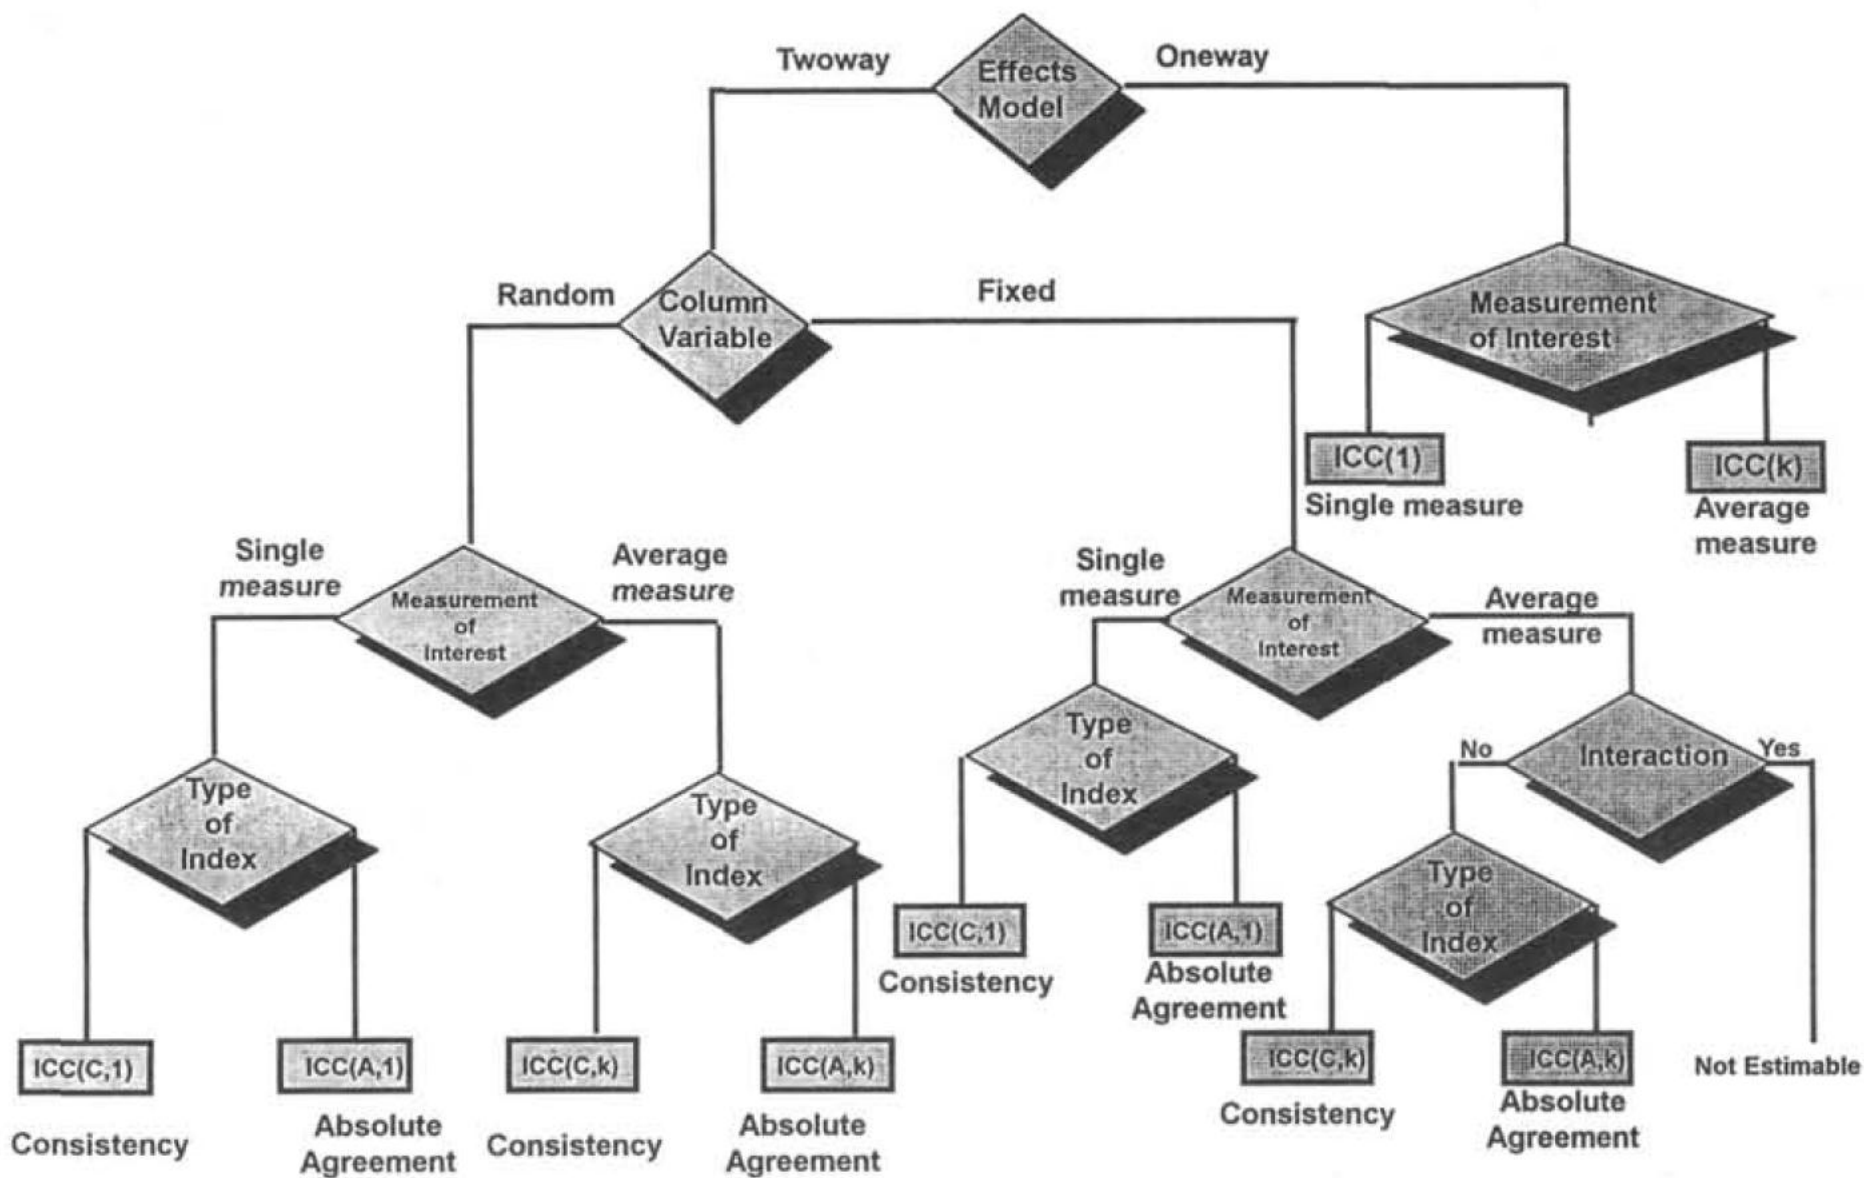 Twoway
Oneway
Effects
Model
Random
Column
Variable
Fixed
Measurement
of Interest
ICC(1)
Single measure
ICC(k)
Average
measure
Single
measure
Measurement
of
Interest
Average
measure
Single
measure
Measurement
of
Interest
Average
measure
Type
of
Index
Type
of
Index
Type
of
Index
No
Interaction
Yes
Type
of
Index
ICC(C,1)
Consistency
ICC(A,1)
Absolute
Agreement
ICC(C,k)
Consistency
ICC(A,k)
Absolute
Agreement
ICC(C,1)
Consistency
ICC(A,1)
Absolute
Agreement
ICC(C,k)
Consistency
ICC(A,k)
Absolute
Agreement
Not Estimable